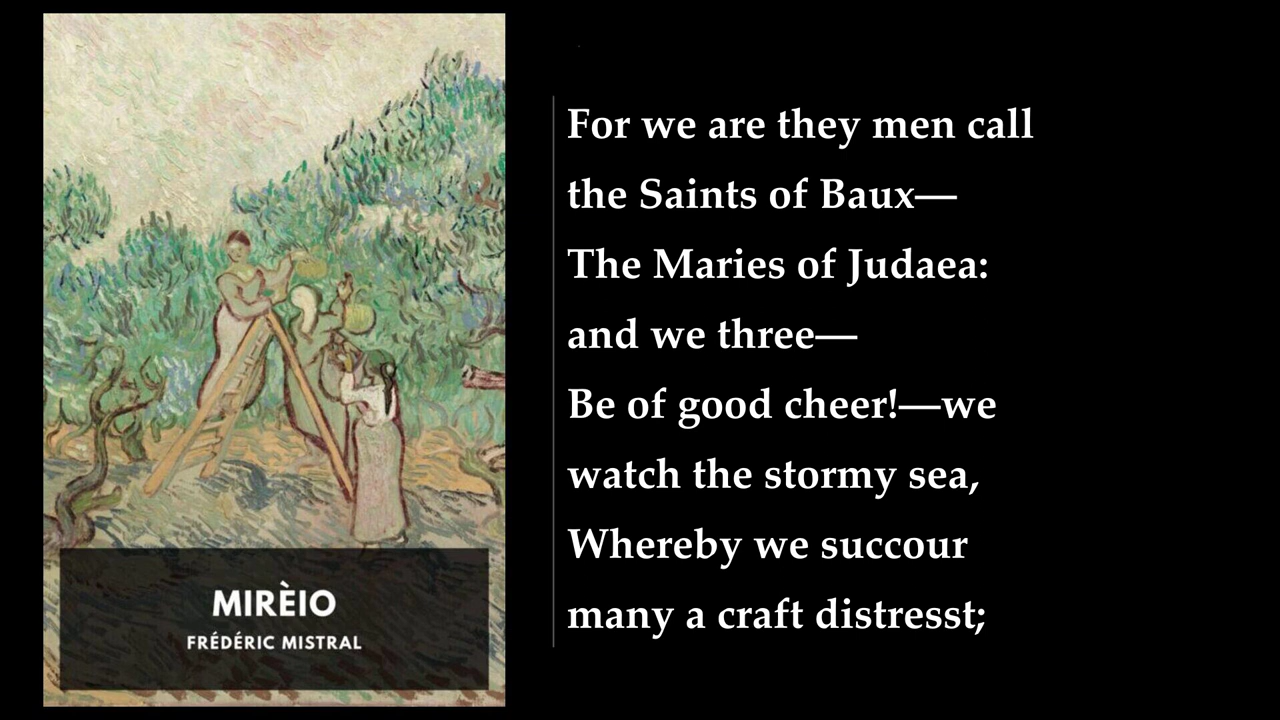 MIRÈIO
FRÉDÉRIC MISTRAL
For we are they men call
the Saints of Baux—
The Maries of Judaea:
and we three—
Be of good cheer!—we
watch the stormy sea,
Whereby we succour
many a craft distresst;